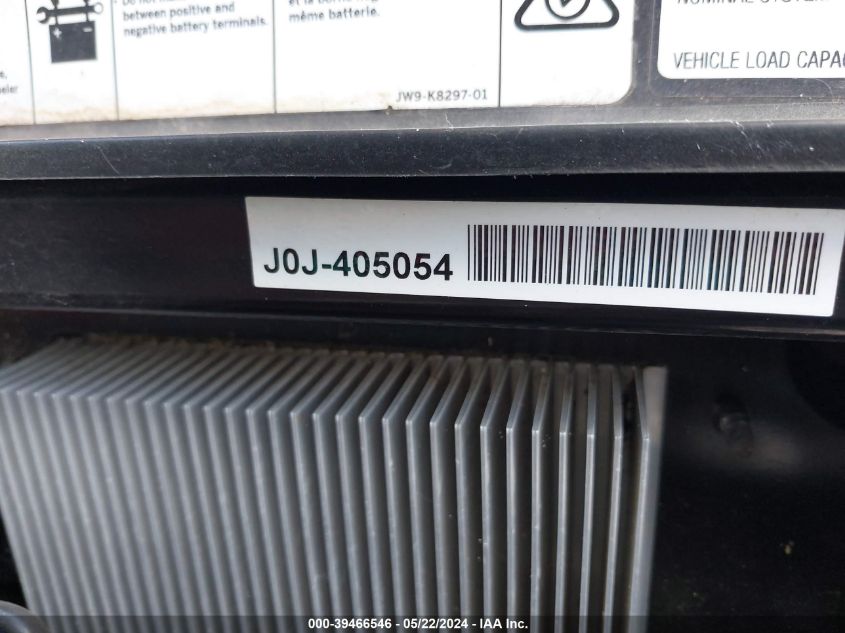 between positive and
negative battery terminals.
même batterie.
JW9-K8297-01
VEHICLE LOAD
J0J-405054
000-39466546 - 05/22/2024 - IAA Inc.